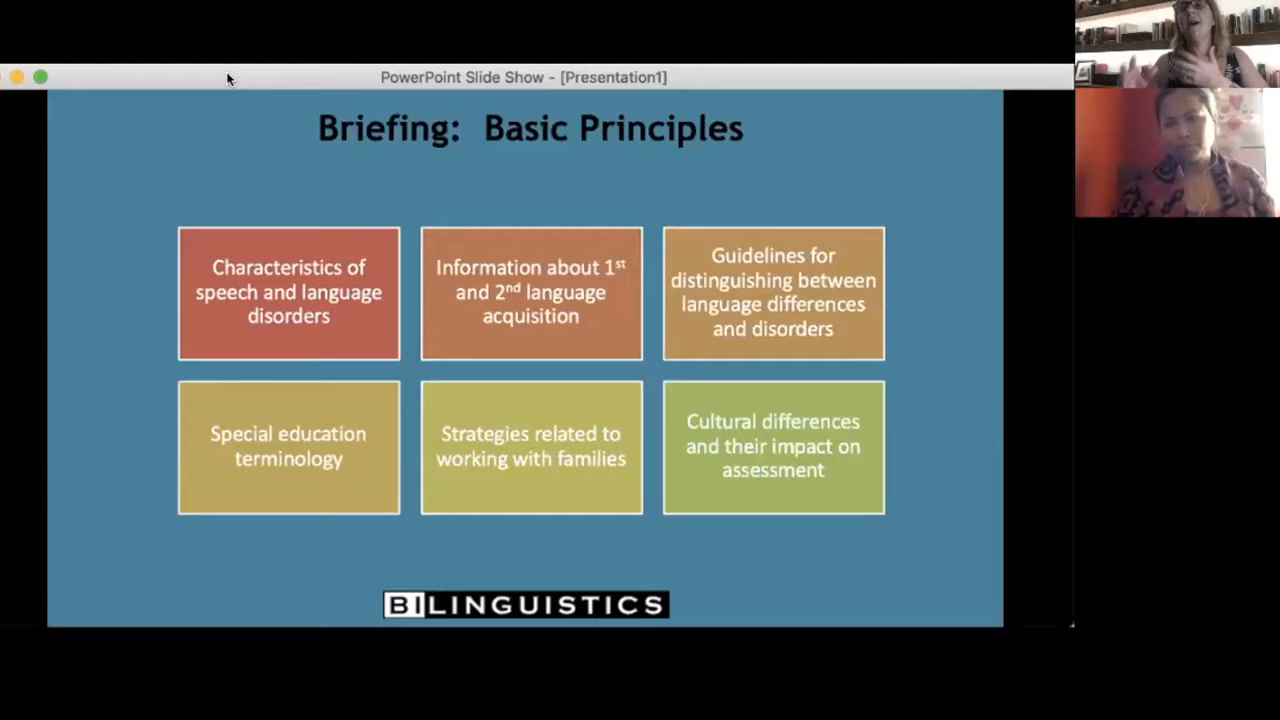 PowerPoint Slide Show - [Presentation1]
Briefing: Basic Principles
Characteristics of
speech and language
disorders
Information about 1st
and 2nd language
acquisition
Guidelines for
distinguishing between
language differences
and disorders
Special education
terminology
Strategies related to
working with families
Cultural differences
and their impact on
assessment
BILINGUISTICS